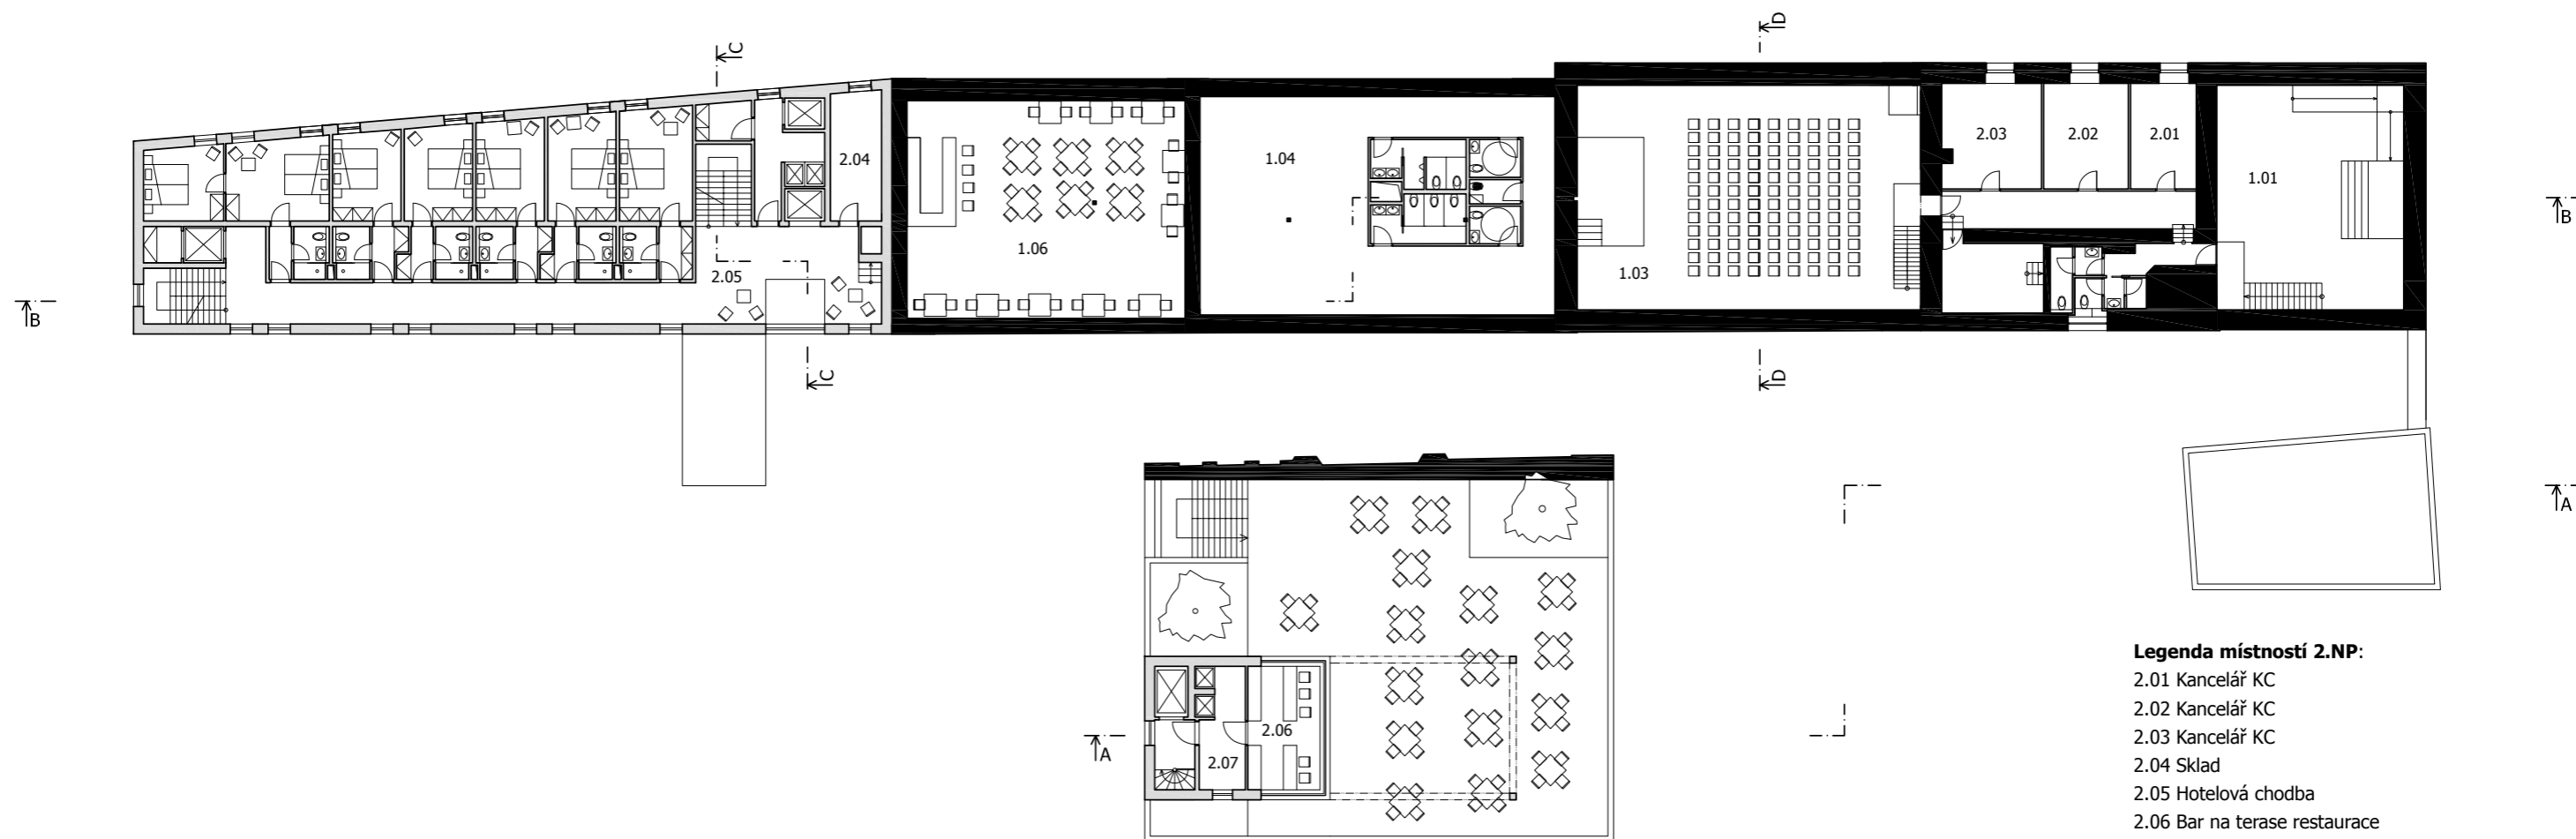 C
D
2.04
1.04
2.03
2.02
2.01
1.01
B
1.06
2.05
1.03
B
C
D
A
2.06
2.07
A
Legenda místností 2.NP:
2.01 Kancelář KC
2.02 Kancelář KC
2.03 Kancelář KC
2.04 Sklad
2.05 Hotelová chodba
2.06 Bar na terase restaurace